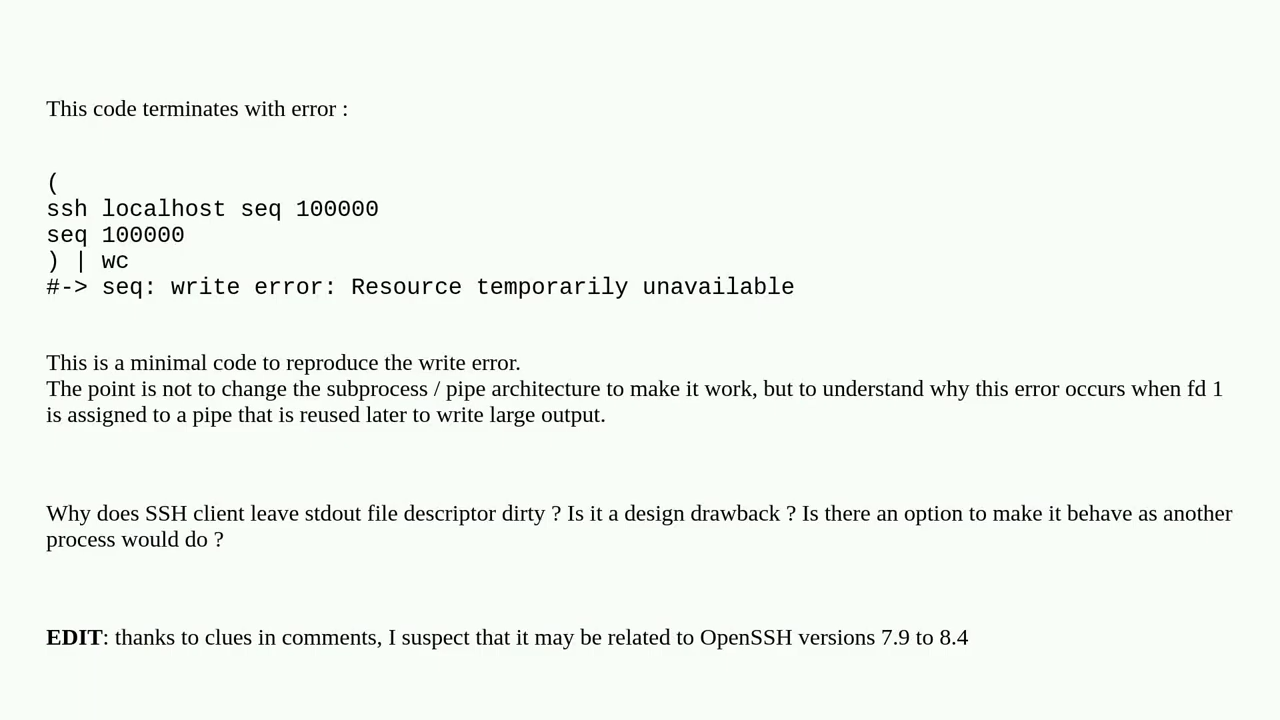 This code terminates with error :
(
ssh localhost seq 100000
seq 100000
) | wc
#-> seq: write error: Resource temporarily unavailable
This is a minimal code to reproduce the write error.
The point is not to change the subprocess / pipe architecture to make it work, but to understand why this error occurs when fd 1
is assigned to a pipe that is reused later to write large output.
Why does SSH client leave stdout file descriptor dirty ? Is it a design drawback ? Is there an option to make it behave as another
process would do ?
EDIT: thanks to clues in comments, I suspect that it may be related to OpenSSH versions 7.9 to 8.4